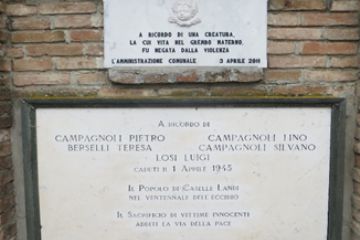 A RICORDO DI UNA CREATURA,
LA CUI VITA NEL GREMBO MATERNO,
FU NEGATA DALLA VIOLENZA
L'AMMINISTRAZIONE COMUNALE 3 APRILE 2011
A RICORDO DI
CAMPAGNOLI PIETRO CAMPAGNOLI LINO
BERSELLI TERESA CAMPAGNOLI SILVANO
LOSI LUIGI
CADUTI IL 1 APRILE 1945
IL POPOLO DI CASELLE LANDI
NEL VENTENNALE DELL'ECCIDIO
IL SACRIFICIO DI VITTIME INNOCENTI
ADDITI LA VIA DELLA PACE